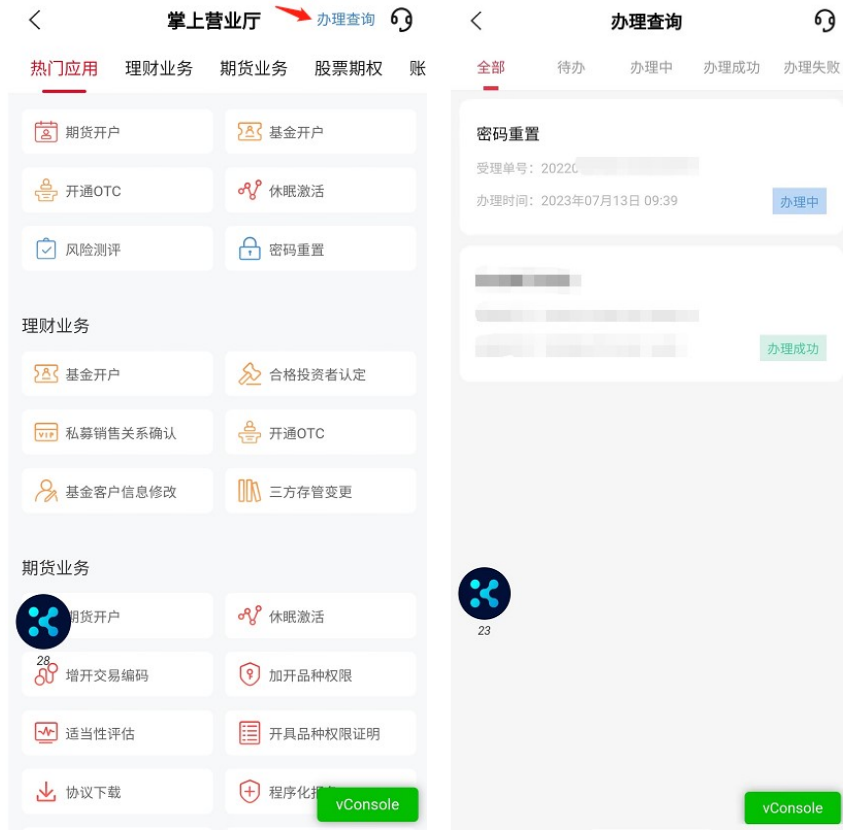 掌上营业厅 办理查询
热门应用 理财业务 期货业务 股票期权 账
期货开户 基金开户
开通OTC 休眠激活
风险测评 密码重置
理财业务
基金开户 合格投资者认定
VIP 私募销售关系确认 开通OTC
基金客户信息修改 三方存管变更
期货业务
期货开户 休眠激活
28
增开交易编码 加开品种权限
适当性评估 开具品种权限证明
协议下载 程序化报
vConsole
办理查询
全部 待办 办理中 办理成功 办理失败
密码重置
受理单号：20220
办理时间：2023年07月13日 09:39
办理中
办理成功
23
vConsole